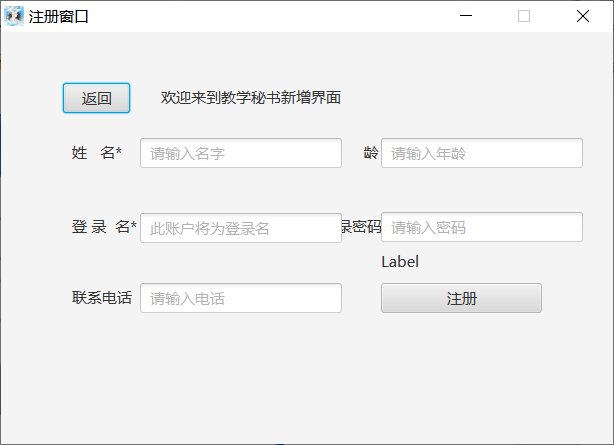 注册窗口
返回 欢迎来到教学秘书新增界面
姓 名* 请输入名字 龄 请输入年龄
登 录 名* 此账户将为登录名 录密码 请输入密码
Label
联系电话 请输入电话 注册